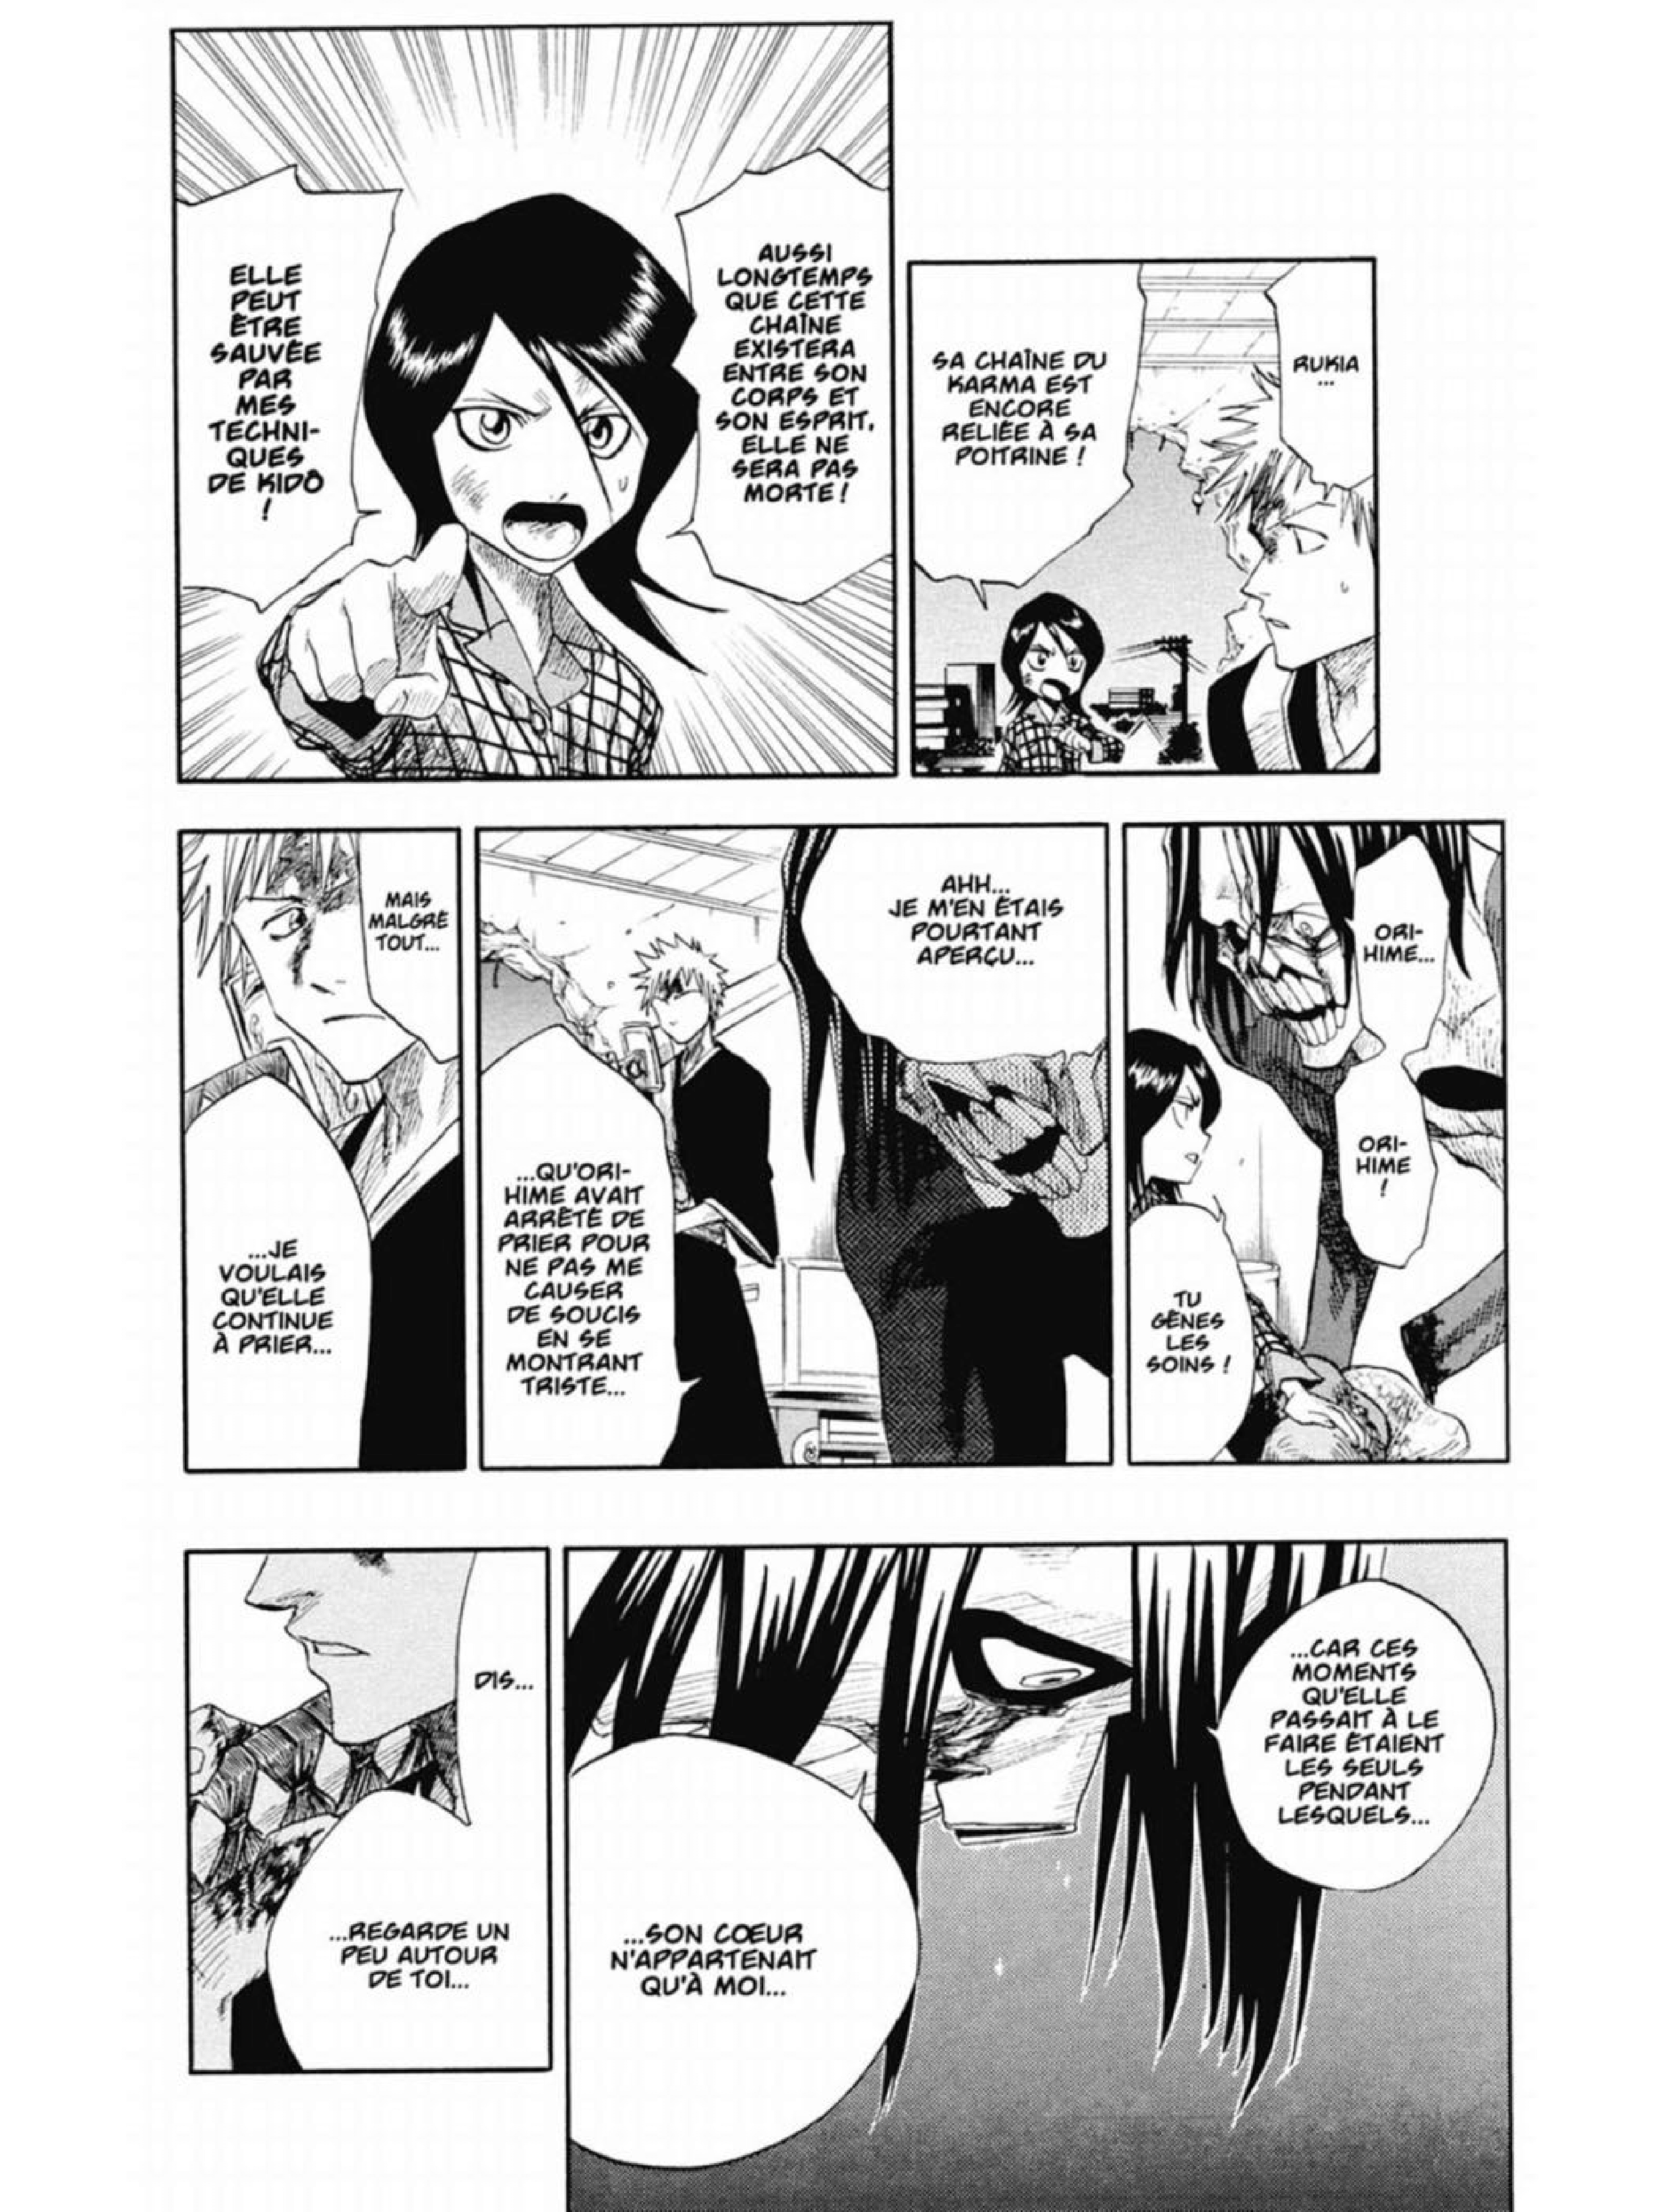 RUKIA
...
SA CHAÎNE DU
KARMA EST
ENCORE
RELIÉE À SA
POITRINE !
AUSSI
LONGTEMPS
QUE CETTE
CHAÎNE
EXISTERA
ENTRE SON
CORPS ET
SON ESPRIT,
ELLE NE
SERA PAS
MORTE !
ELLE
PEUT
ÊTRE
SAUVÉE
PAR
MES
TECHNI-
QUES
DE KIDÔ
!
ORI-
HIME...
ORI-
HIME
!
TU
GÊNES
LES
SOINS !
AHH...
JE M'EN ÉTAIS
POURTANT
APERÇU...
...QU'ORI-
HIME AVAIT
ARRÊTÉ DE
PRIER POUR
NE PAS ME
CAUSER
DE SOUCIS
EN SE
MONTRANT
TRISTE...
MAIS
MALGRÉ
TOUT...
...JE
VOULAIS
QU'ELLE
CONTINUE
À PRIER...
...CAR CES
MOMENTS
QU'ELLE
PASSAIT À LE
FAIRE ÉTAIENT
LES SEULS
PENDANT
LESQUELS...
...SON COEUR
N'APPARTENAIT
QU'À MOI...
DIS...
...REGARDE UN
PEU AUTOUR
DE TOI...